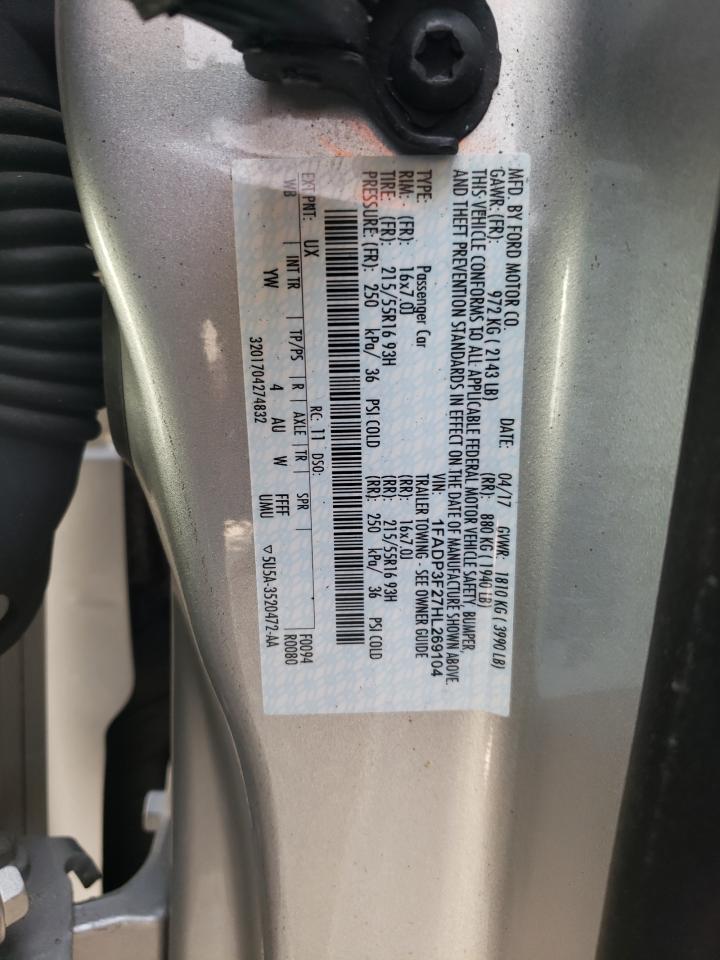 MFD. BY FORD MOTOR CO. DATE: 04/17 GVWR: 1810 KG ( 3990 LB)
GAWR: (FR): 972 KG ( 2143 LB) (RR): 880 KG ( 1940 LB)
THIS VEHICLE CONFORMS TO ALL APPLICABLE FEDERAL MOTOR VEHICLE SAFETY, BUMPER,
AND THEFT PREVENTION STANDARDS IN EFFECT ON THE DATE OF MANUFACTURE SHOWN ABOVE.
VIN: 1FADP3F27HL269104
TYPE: Passenger Car TRAILER TOWING - SEE OWNER GUIDE
RIM: (FR): 16x7.0J (RR): 16x7.0J
TIRE: (FR): 215/55R16 93H (RR): 215/55R16 93H
PRESSURE: (FR): 250 kPa/ 36 PSI COLD (RR): 250 kPa/ 36 PSI COLD
EXT PNT: UX RC: 11 DSO: F0094
WB INT TR TP/PS R AXLE TR SPR R0080
YW 4 AU W FFFF
3201704274832 UMU ▽5U5A-3520472-AA